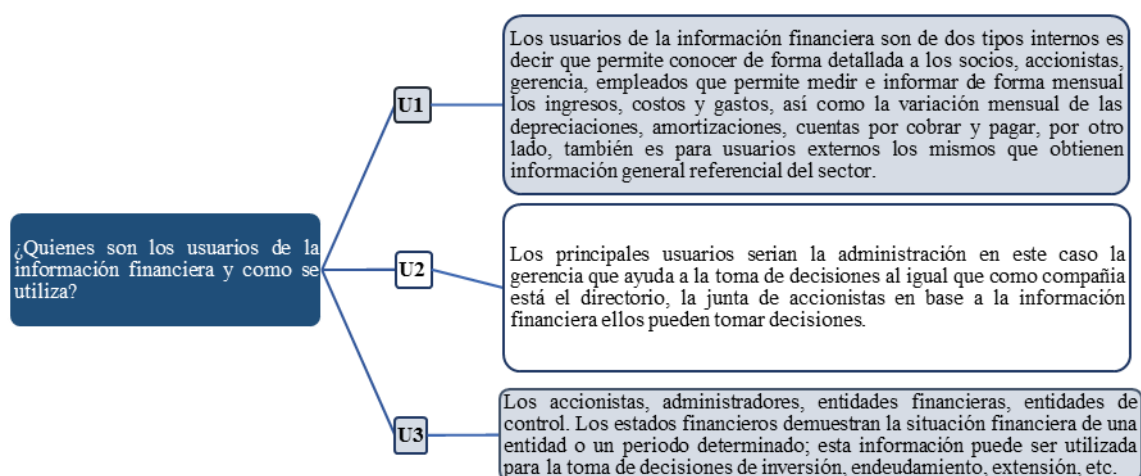 ¿Quienes son los usuarios de la
información financiera y como se
utiliza?
U1
Los usuarios de la información financiera son de dos tipos internos es
decir que permite conocer de forma detallada a los socios, accionistas,
gerencia, empleados que permite medir e informar de forma mensual
los ingresos, costos y gastos, así como la variación mensual de las
depreciaciones, amortizaciones, cuentas por cobrar y pagar, por otro
lado, también es para usuarios externos los mismos que obtienen
información general referencial del sector.
U2
Los principales usuarios serian la administración en este caso la
gerencia que ayuda a la toma de decisiones al igual que como compañia
está el directorio, la junta de accionistas en base a la información
financiera ellos pueden tomar decisiones.
U3
Los accionistas, administradores, entidades financieras, entidades de
control. Los estados financieros demuestran la situación financiera de una
entidad o un periodo determinado; esta información puede ser utilizada
para la toma de decisiones de inversión, endeudamiento, extensión, etc.